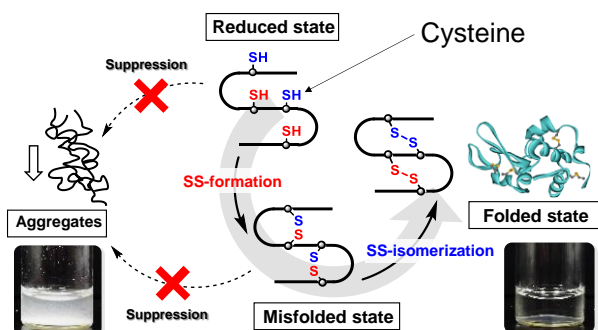 Reduced state
Cysteine
Suppression
SH
SH
SH
SH
S
S
S
S
SS-formation
Aggregates
Folded state
S
S
S
S
SS-isomerization
Suppression
Misfolded state